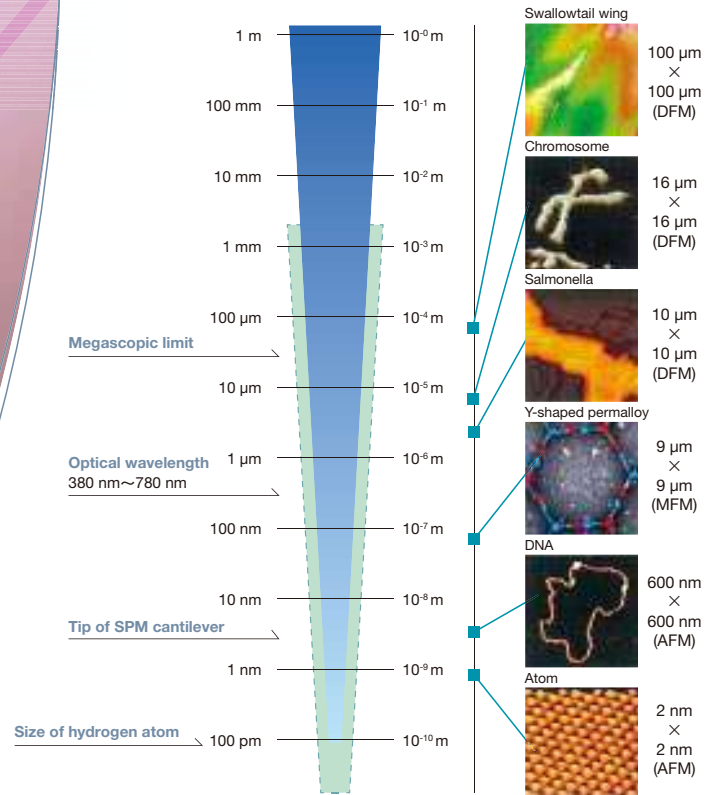 1 m
10⁻⁰ m
100 mm
10⁻¹ m
10 mm
10⁻² m
1 mm
10⁻³ m
100 µm
10⁻⁴ m
Megascopic limit
10 µm
10⁻⁵ m
1 µm
10⁻⁶ m
Optical wavelength
380 nm～780 nm
100 nm
10⁻⁷ m
10 nm
10⁻⁸ m
Tip of SPM cantilever
1 nm
10⁻⁹ m
Size of hydrogen atom
100 pm
10⁻¹⁰ m
Swallowtail wing
100 µm
×
100 µm
(DFM)
Chromosome
16 µm
×
16 µm
(DFM)
Salmonella
10 µm
×
10 µm
(DFM)
Y-shaped permalloy
9 µm
×
9 µm
(MFM)
DNA
600 nm
×
600 nm
(AFM)
Atom
2 nm
×
2 nm
(AFM)